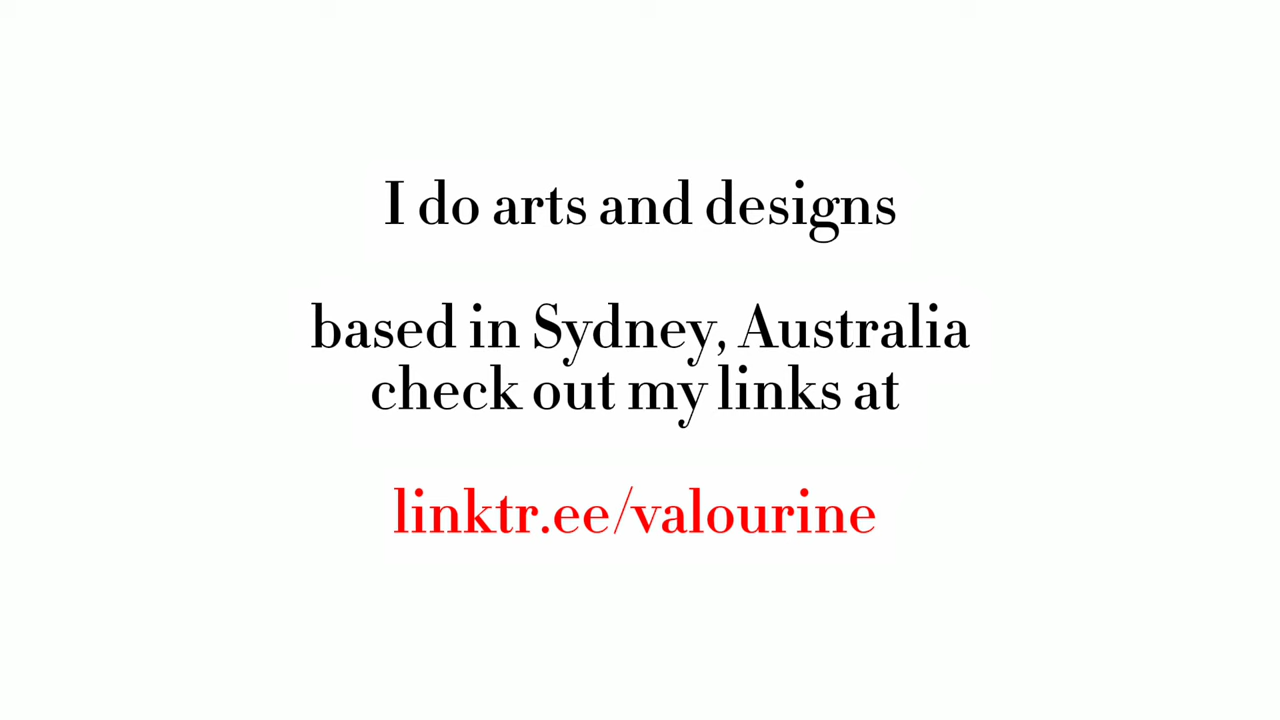 I do arts and designs
based in Sydney, Australia
check out my links at
linktr.ee/valourine